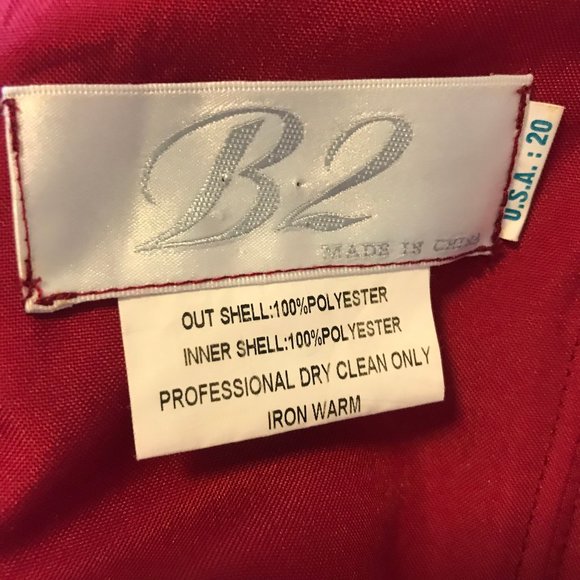 B2
MADE IN CHINA
U.S.A. : 20
OUT SHELL:100%POLYESTER
INNER SHELL:100%POLYESTER
PROFESSIONAL DRY CLEAN ONLY
IRON WARM